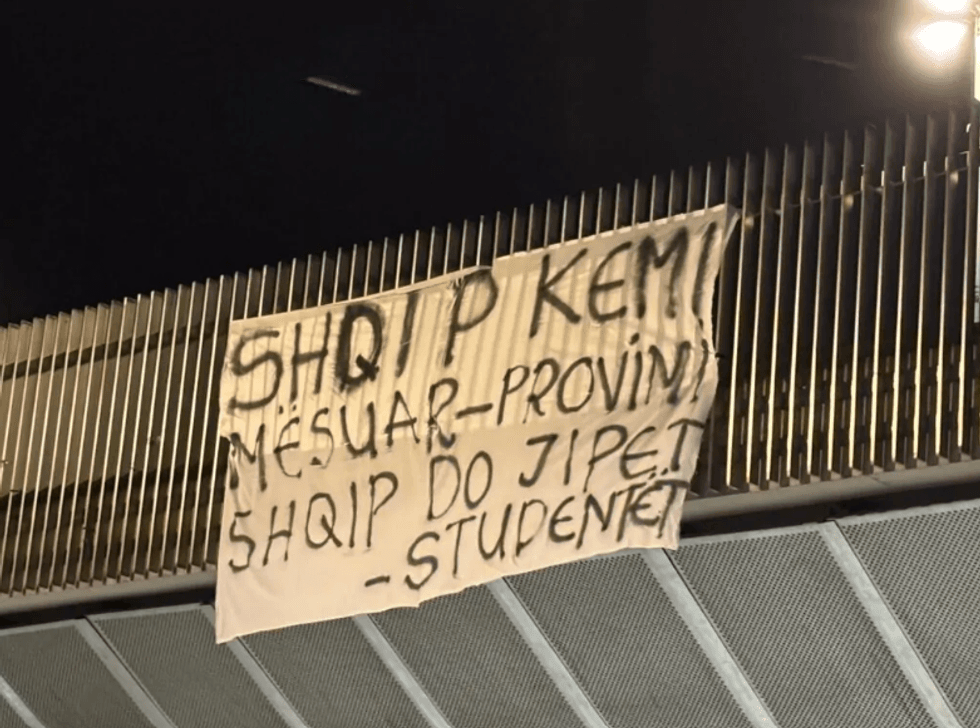 SHQIP KEMI
MËSUAR-PROVIMI
SHQIP DO JIPET
-STUDENTËT